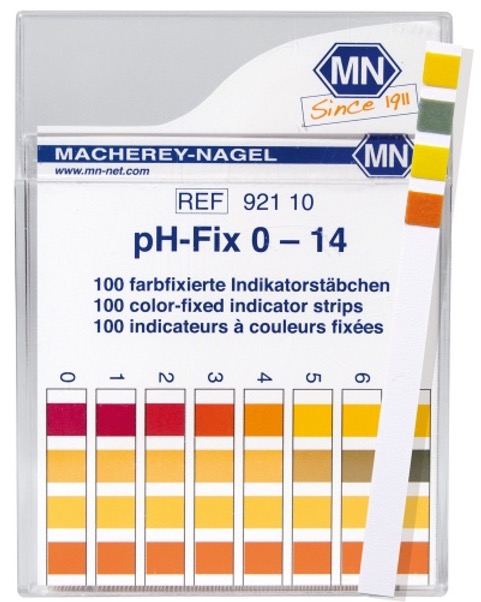 MN
Since 1911
MACHEREY-NAGEL
MN
www.mn-net.com
REF 921 10
pH-Fix 0 – 14
100 farbfixierte Indikatorstäbchen
100 color-fixed indicator strips
100 indicateurs à couleurs fixées
0 1 2 3 4 5 6